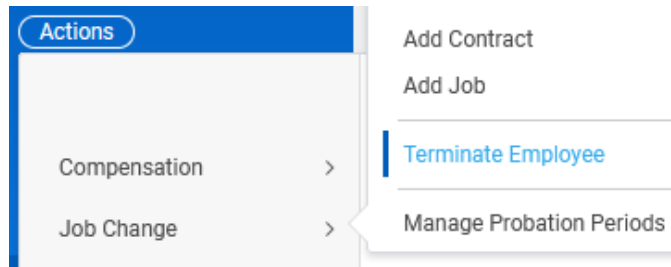 Actions
Compensation
Job Change
Add Contract
Add Job
Terminate Employee
Manage Probation Periods